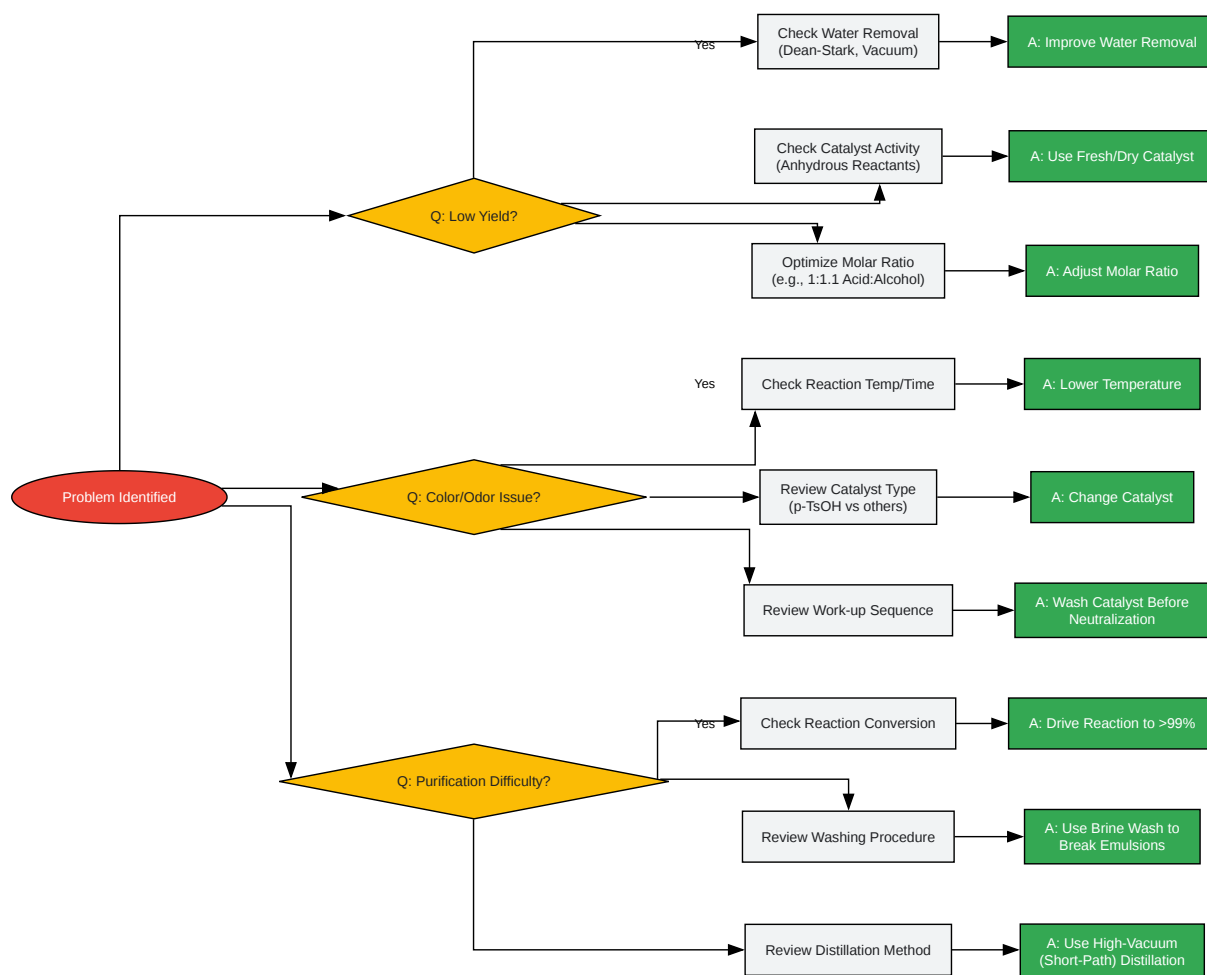 Yes
Check Water Removal
(Dean-Stark, Vacuum)
A: Improve Water Removal
Check Catalyst Activity
(Anhydrous Reactants)
A: Use Fresh/Dry Catalyst
Q: Low Yield?
Optimize Molar Ratio
(e.g., 1:1.1 Acid:Alcohol)
A: Adjust Molar Ratio
Yes
Check Reaction Temp/Time
A: Lower Temperature
Problem Identified
Q: Color/Odor Issue?
Review Catalyst Type
(p-TsOH vs others)
A: Change Catalyst
Review Work-up Sequence
A: Wash Catalyst Before
Neutralization
Yes
Check Reaction Conversion
A: Drive Reaction to >99%
Q: Purification Difficulty?
Review Washing Procedure
A: Use Brine Wash to
Break Emulsions
Review Distillation Method
A: Use High-Vacuum
(Short-Path) Distillation